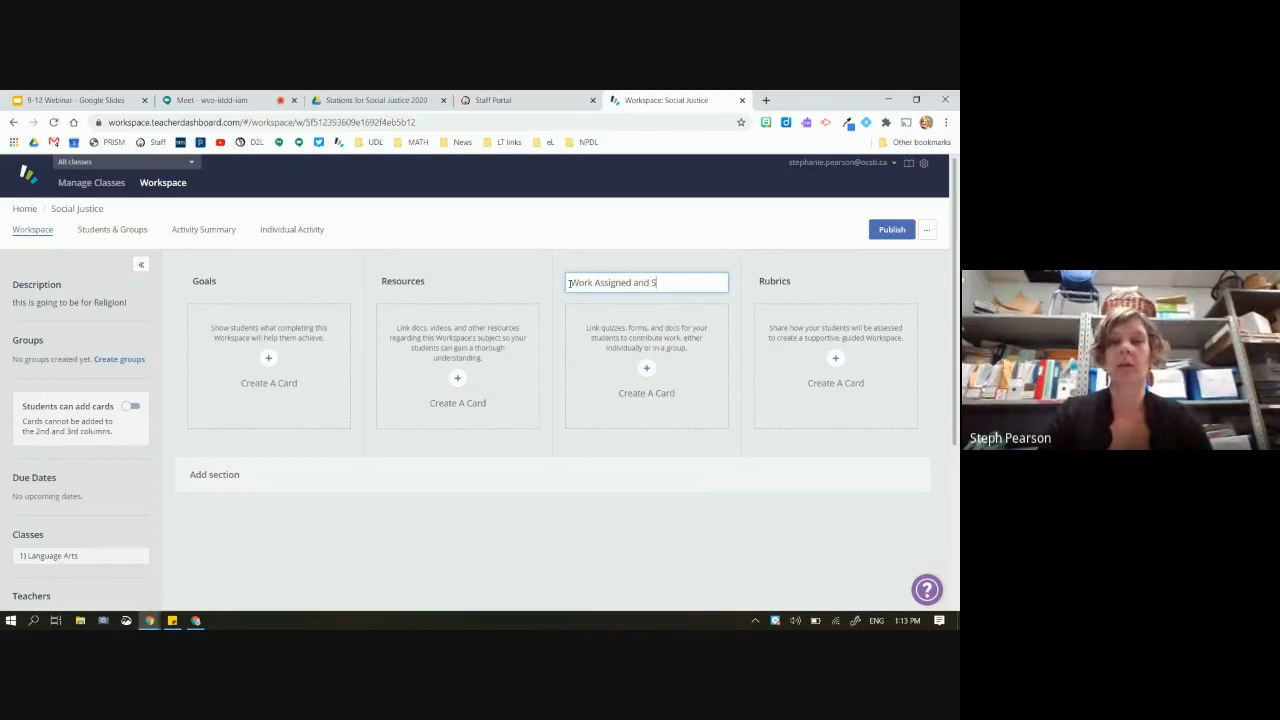 9-12 Webinar - Google Slides
Meet - wvo-iddd-iam
Stations for Social Justice 2020
Staff Portal
Workspace: Social Justice
workspace.teacherdashboard.com/#/workspace/w/5f512393609e1692f4eb5b12
PRISM
Staff
D2L
UDL
MATH
News
LT links
eL
NPDL
Other bookmarks
All classes
stephanie.pearson@ocsb.ca
Manage Classes
Workspace
Home / Social Justice
Workspace
Students & Groups
Activity Summary
Individual Activity
Publish
...
Description
this is going to be for Religion!
Groups
No groups created yet. Create groups
Students can add cards
Cards cannot be added to
the 2nd and 3rd columns.
Due Dates
No upcoming dates.
Classes
1) Language Arts
Teachers
Goals
Show students what completing this
Workspace will help them achieve.
+
Create A Card
Resources
Link docs, videos, and other resources
regarding this Workspace's subject so
your students can gain a thorough
understanding.
+
Create A Card
Work Assigned and S
Link quizzes, forms, and docs for your
students to contribute work. either
individually or in a group.
+
Create A Card
Rubrics
Share how your students will be assessed
to create a supportive, guided Workspace.
+
Create A Card
Add section
?
ENG
1:13 PM
Steph Pearson